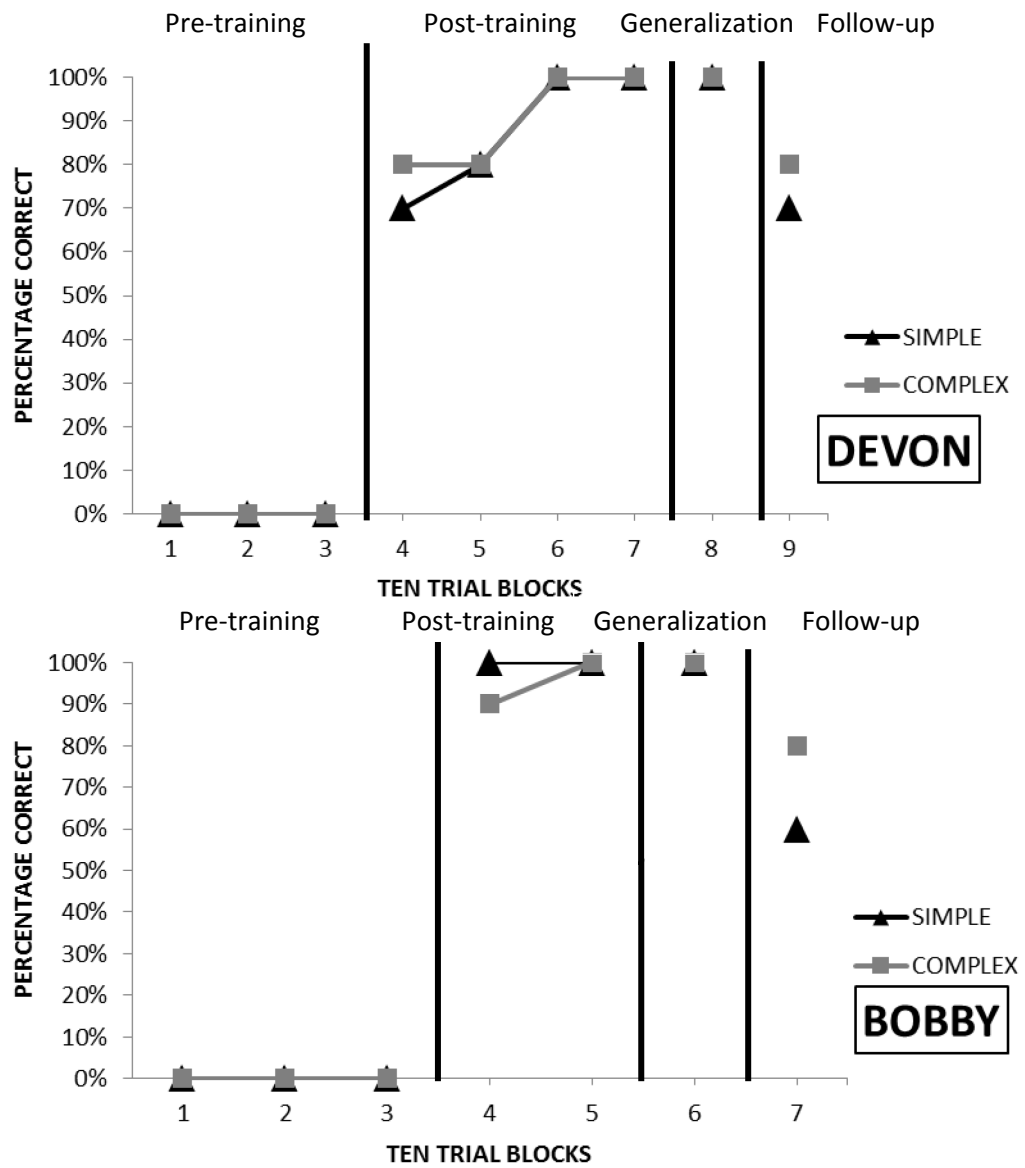 Pre-training Post-training Generalization Follow-up
100%
90%
80%
70%
60%
50%
40%
30%
20%
10%
0%
PERCENTAGE CORRECT
1 2 3 4 5 6 7 8 9
TEN TRIAL BLOCKS
SIMPLE
COMPLEX
DEVON
Pre-training Post-training Generalization Follow-up
100%
90%
80%
70%
60%
50%
40%
30%
20%
10%
0%
PERCENTAGE CORRECT
1 2 3 4 5 6 7
TEN TRIAL BLOCKS
SIMPLE
COMPLEX
BOBBY